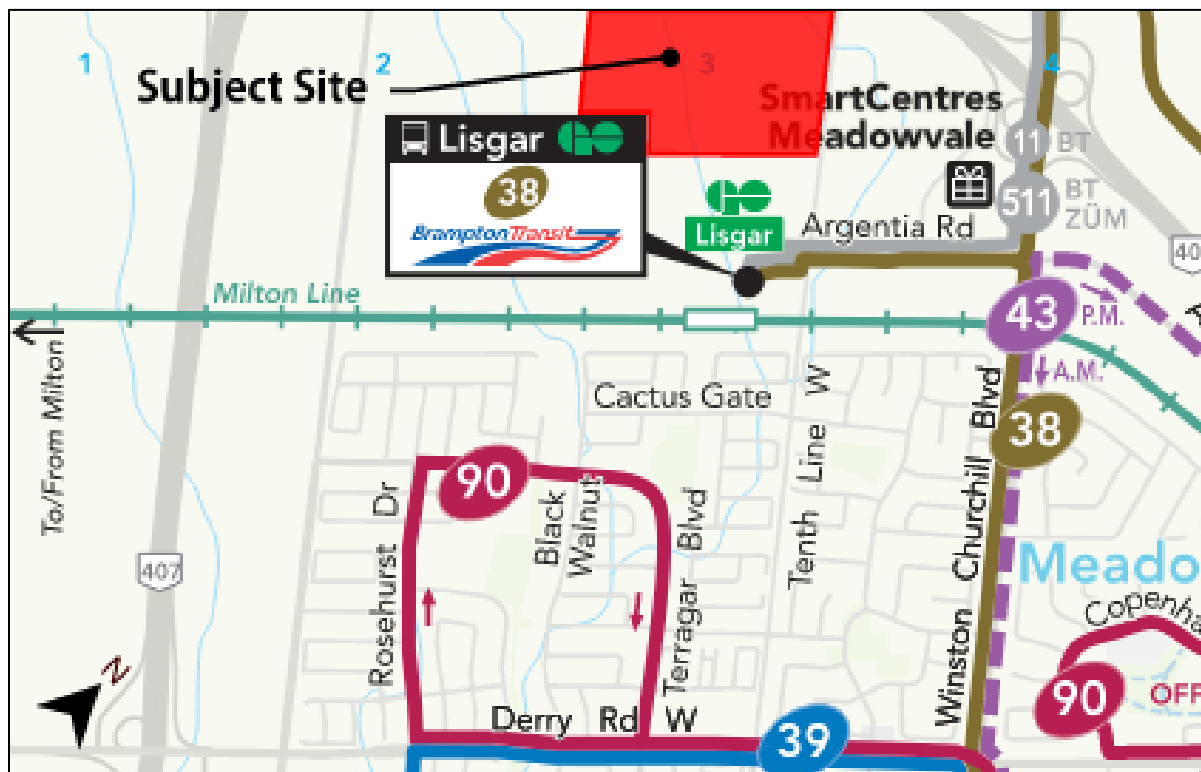 1
2
3
4
Subject Site
SmartCentres
Meadowvale
11
BT
Lisgar GO
38
Brampton Transit
GO
Lisgar
511
BT
ZÜM
Argentia Rd
Milton Line
43
P.M.
A.M.
To/From Milton
Cactus Gate
Tenth Line W
Winston Churchill Blvd
38
90
Rosehurst Dr
Black
Walnut
Terragar Blvd
407
Meado
Copenha
90
OFF
N
Derry Rd W
39